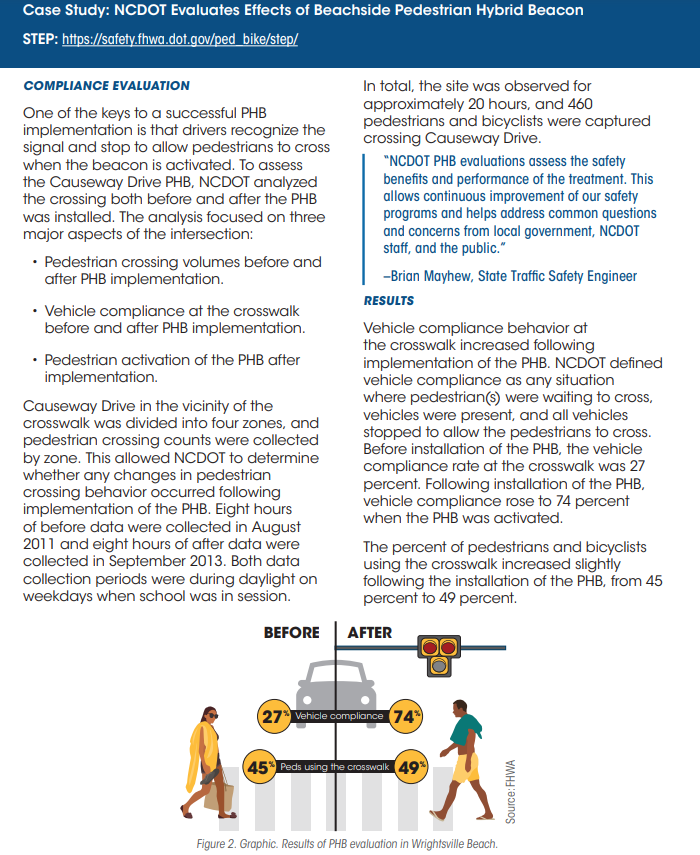 Case Study: NCDOT Evaluates Effects of Beachside Pedestrian Hybrid Beacon
STEP: https://safety.fhwa.dot.gov/ped_bike/step/
COMPLIANCE EVALUATION
One of the keys to a successful PHB
implementation is that drivers recognize the
signal and stop to allow pedestrians to cross
when the beacon is activated. To assess
the Causeway Drive PHB, NCDOT analyzed
the crossing both before and after the PHB
was installed. The analysis focused on three
major aspects of the intersection:
• Pedestrian crossing volumes before and
after PHB implementation.
• Vehicle compliance at the crosswalk
before and after PHB implementation.
• Pedestrian activation of the PHB after
implementation.
Causeway Drive in the vicinity of the
crosswalk was divided into four zones, and
pedestrian crossing counts were collected
by zone. This allowed NCDOT to determine
whether any changes in pedestrian
crossing behavior occurred following
implementation of the PHB. Eight hours
of before data were collected in August
2011 and eight hours of after data were
collected in September 2013. Both data
collection periods were during daylight on
weekdays when school was in session.
In total, the site was observed for
approximately 20 hours, and 460
pedestrians and bicyclists were captured
crossing Causeway Drive.
"NCDOT PHB evaluations assess the safety
benefits and performance of the treatment. This
allows continuous improvement of our safety
programs and helps address common questions
and concerns from local government, NCDOT
staff, and the public."
–Brian Mayhew, State Traffic Safety Engineer
RESULTS
Vehicle compliance behavior at
the crosswalk increased following
implementation of the PHB. NCDOT defined
vehicle compliance as any situation
where pedestrian(s) were waiting to cross,
vehicles were present, and all vehicles
stopped to allow the pedestrians to cross.
Before installation of the PHB, the vehicle
compliance rate at the crosswalk was 27
percent. Following installation of the PHB,
vehicle compliance rose to 74 percent
when the PHB was activated.
The percent of pedestrians and bicyclists
using the crosswalk increased slightly
following the installation of the PHB, from 45
percent to 49 percent.
BEFORE AFTER
27% Vehicle compliance 74%
45% Peds using the crosswalk 49%
Source: FHWA
Figure 2. Graphic. Results of PHB evaluation in Wrightsville Beach.